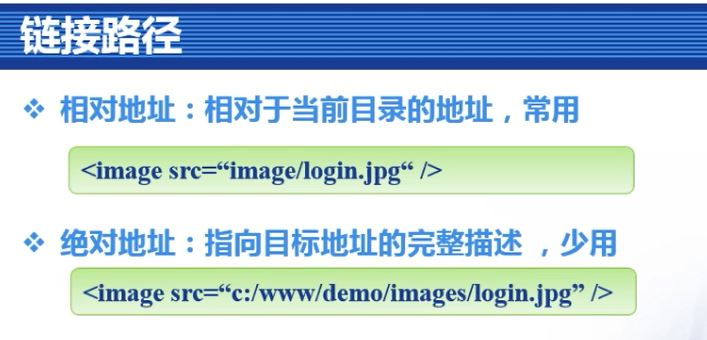 链接路径
相对地址：相对于当前目录的地址，常用
<image src=“image/login.jpg“ />
绝对地址：指向目标地址的完整描述 ，少用
<image src=“c:/www/demo/images/login.jpg” />